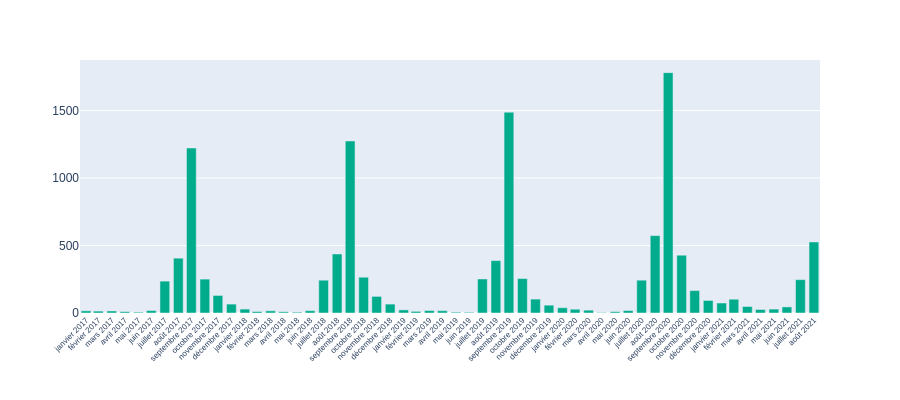 1500
1000
500
0
janvier 2017
février 2017
mars 2017
avril 2017
mai 2017
juin 2017
juillet 2017
août 2017
septembre 2017
octobre 2017
novembre 2017
décembre 2017
janvier 2018
février 2018
mars 2018
avril 2018
mai 2018
juin 2018
juillet 2018
août 2018
septembre 2018
octobre 2018
novembre 2018
décembre 2018
janvier 2019
février 2019
mars 2019
avril 2019
mai 2019
juin 2019
juillet 2019
août 2019
septembre 2019
octobre 2019
novembre 2019
décembre 2019
janvier 2020
février 2020
mars 2020
avril 2020
mai 2020
juin 2020
juillet 2020
août 2020
septembre 2020
octobre 2020
novembre 2020
décembre 2020
janvier 2021
février 2021
mars 2021
avril 2021
mai 2021
juin 2021
juillet 2021
août 2021